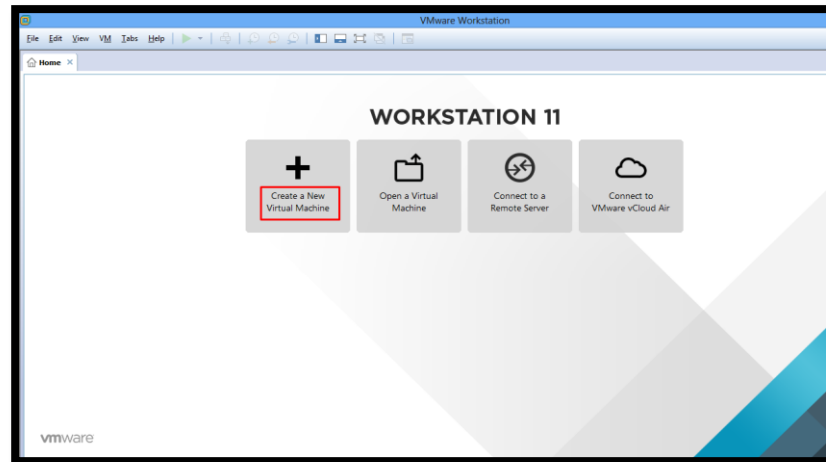 VMware Workstation
File Edit View VM Tabs Help
Home
WORKSTATION 11
Create a New
Virtual Machine
Open a Virtual
Machine
Connect to a
Remote Server
Connect to
VMware vCloud Air
vmware